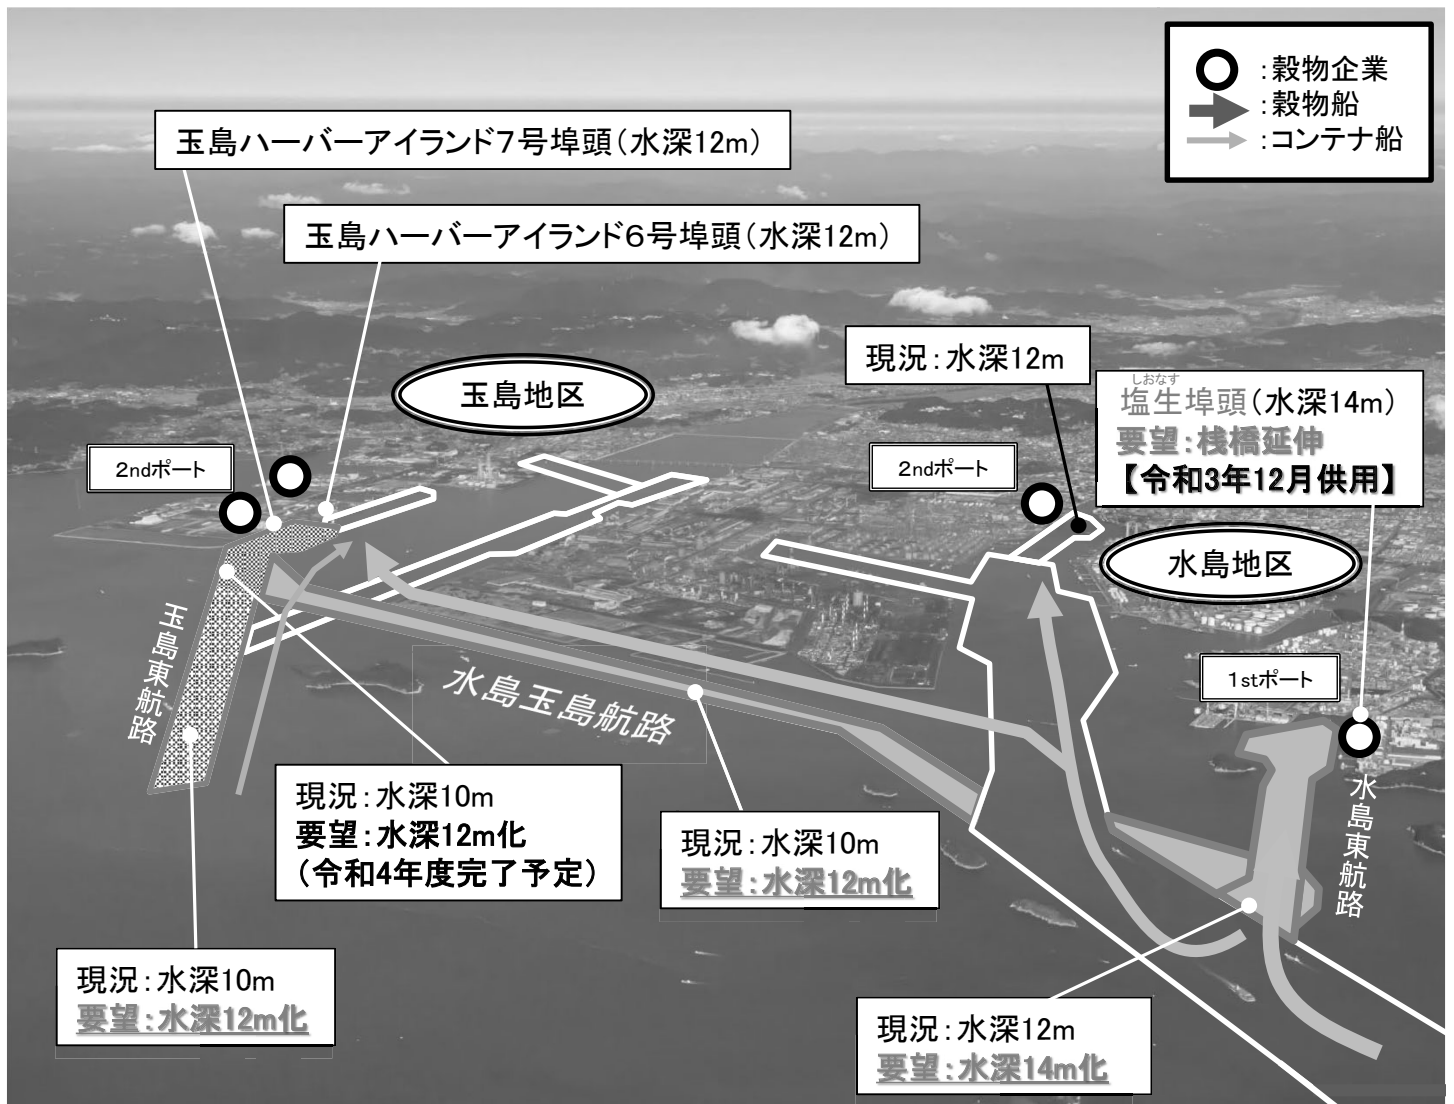 :穀物企業
:穀物船
:コンテナ船
玉島ハーバーアイランド7号埠頭(水深12m)
玉島ハーバーアイランド6号埠頭(水深12m)
現況:水深12m
玉島地区
しおなす
塩生埠頭(水深14m)
要望:桟橋延伸
【令和3年12月供用】
2ndポート
2ndポート
水島地区
玉島東航路
水島玉島航路
1stポート
水島東航路
現況:水深10m
要望:水深12m化
(令和4年度完了予定)
現況:水深10m
要望:水深12m化
現況:水深10m
要望:水深12m化
現況:水深12m
要望:水深14m化